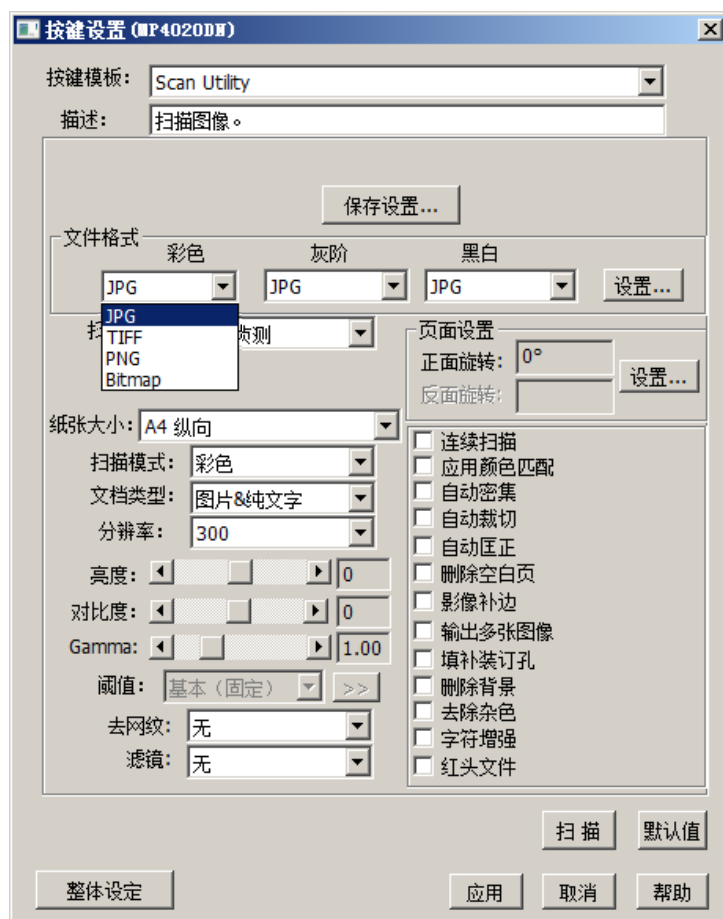 按键设置(MP4020DN)
按键模板: Scan Utility
描述: 扫描图像。
保存设置...
文件格式
彩色 灰阶 黑白
JPG JPG JPG 设置...
JPG
TIFF
PNG
Bitmap
扫 侦测
页面设置
正面旋转: 0°
设置...
反面旋转:
纸张大小: A4 纵向
扫描模式: 彩色
文档类型: 图片&纯文字
分辨率: 300
亮度: 0
对比度: 0
Gamma: 1.00
阈值: 基本（固定） >>
去网纹: 无
滤镜: 无
连续扫描
应用颜色匹配
自动密集
自动裁切
自动匡正
删除空白页
影像补边
输出多张图像
填补装订孔
删除背景
去除杂色
字符增强
红头文件
扫 描 默认值
整体设定 应用 取消 帮助